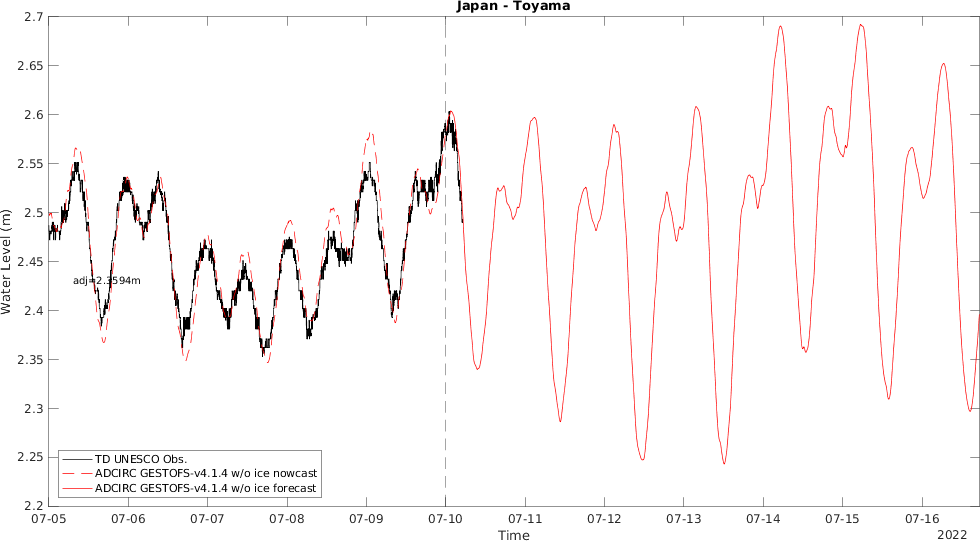 Japan - Toyama
Water Level (m)
2.7
2.65
2.6
2.55
2.5
2.45
2.4
2.35
2.3
2.25
2.2
adj=2.3594m
TD UNESCO Obs.
ADCIRC GESTOFS-v4.1.4 w/o ice nowcast
ADCIRC GESTOFS-v4.1.4 w/o ice forecast
07-05 07-06 07-07 07-08 07-09 07-10 07-11 07-12 07-13 07-14 07-15 07-16
Time
2022